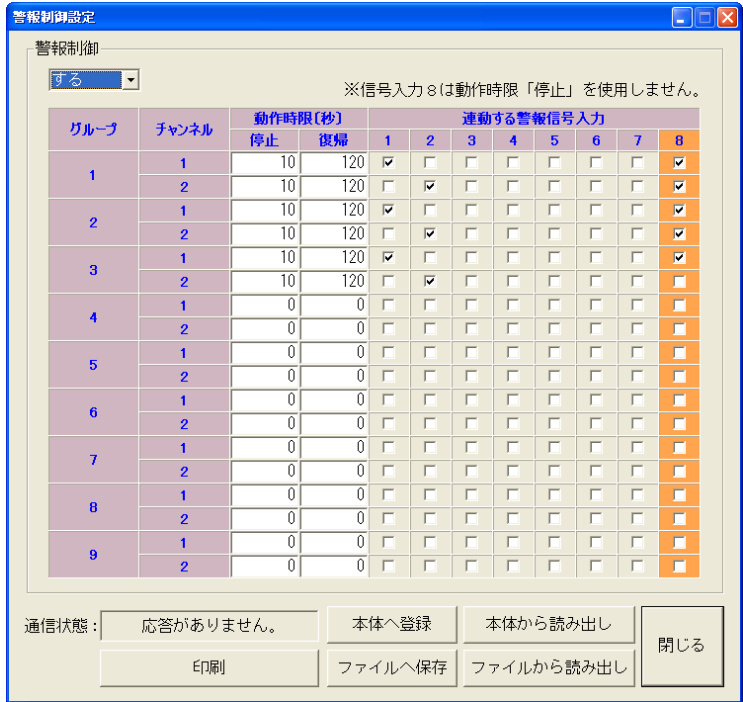 警報制御設定
警報制御
する
※信号入力8は動作時限「停止」を使用しません。
グループ チャンネル 動作時限(秒) 連動する警報信号入力
停止 復帰 1 2 3 4 5 6 7 8
1 1 10 120
2 10 120
2 1 10 120
2 10 120
3 1 10 120
2 10 120
4 1 0 0
2 0 0
5 1 0 0
2 0 0
6 1 0 0
2 0 0
7 1 0 0
2 0 0
8 1 0 0
2 0 0
9 1 0 0
2 0 0
通信状態: 応答がありません。 本体へ登録 本体から読み出し 閉じる
印刷 ファイルへ保存 ファイルから読み出し